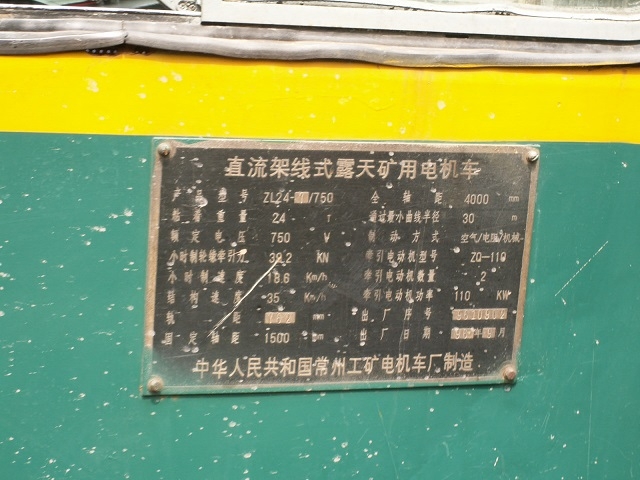 直流架线式露天矿用电机车
产品型号 ZL24- /750 全轴距 4000 mm
粘着重量 24 T 通过最小曲线半径 30 m
额定电压 750 V 制动方式 空气/电阻/机械
小时制轮缘牵引力 39.2 KN 牵引电动机型号 ZQ-110
小时制速度 18.6 Km/h 牵引电动机数量 2
结构速度 35 Km/h 牵引电动机功率 110 KW
轨距 762 mm 出厂序号
固定轴距 1500 mm 出厂日期 年 月
中华人民共和国常州工矿电机车厂制造